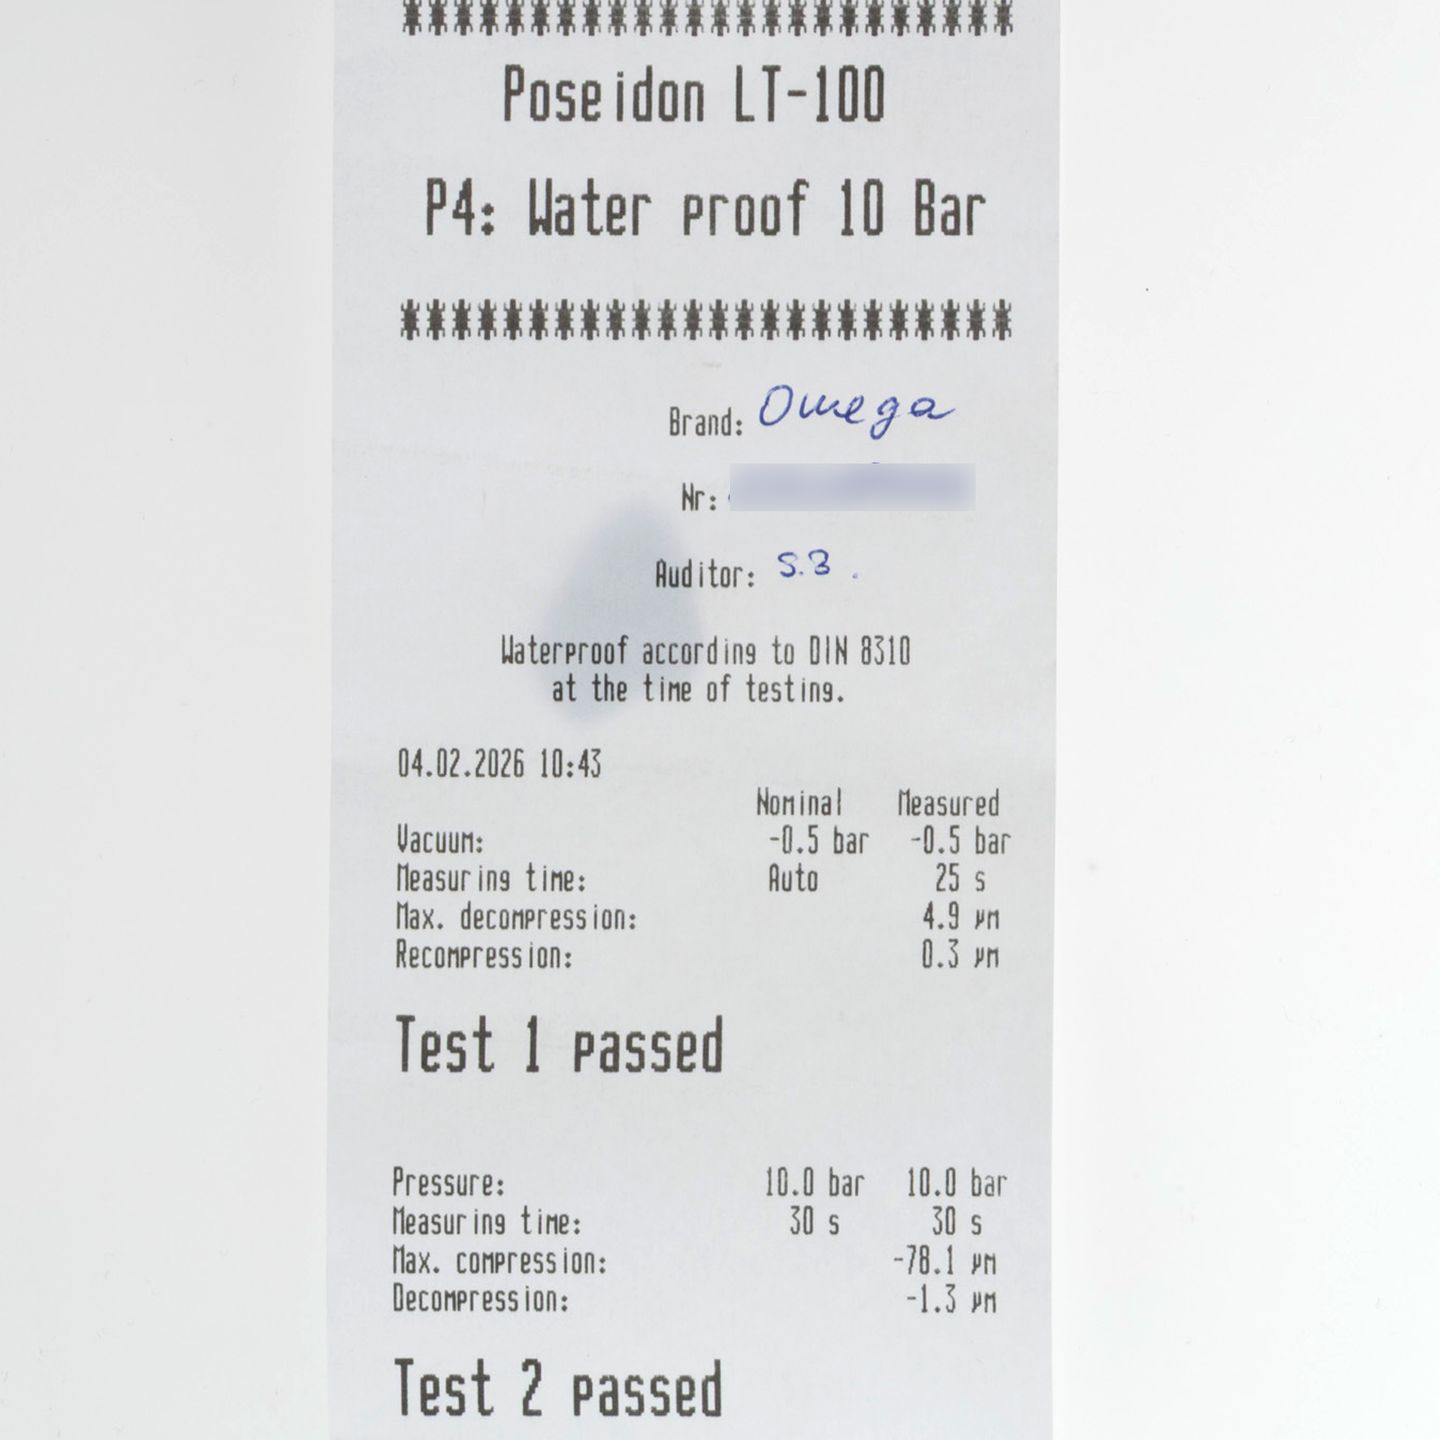 ************************
Poseidon LT-100
P4: Water proof 10 Bar
************************
Brand: Omega
Nr:
Auditor: S.B.
Waterproof according to DIN 8310
at the time of testing.
04.02.2026 10:43
Nominal Measured
Vacuum: -0.5 bar -0.5 bar
Measuring time: Auto 25 s
Max. decompression: 4.9 µm
Recompression: 0.3 µm
Test 1 passed
Pressure: 10.0 bar 10.0 bar
Measuring time: 30 s 30 s
Max. compression: -78.1 µm
Decompression: -1.3 µm
Test 2 passed